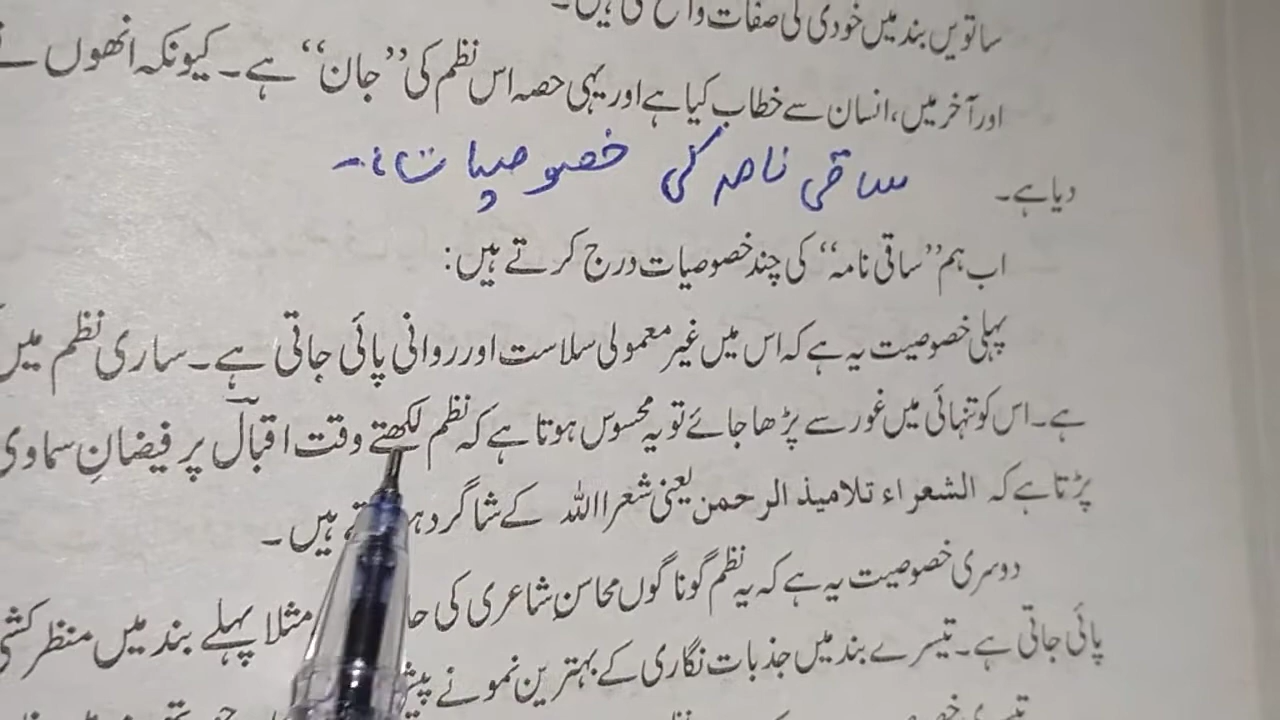 ساتویں بند میں خودی کی صفات واضح کی ہیں۔
اور آخر میں، انسان سے خطاب کیا ہے اور یہی حصہ اس نظم کی ’’جان‘‘ ہے۔ کیونکہ انھوں نے
ساقی نامہ کی خصوصیات:-
دیا ہے۔
اب ہم ’’ساقی نامہ‘‘ کی چند خصوصیات درج کرتے ہیں:
پہلی خصوصیت یہ ہے کہ اس میں غیر معمولی سلاست اور روانی پائی جاتی ہے۔ ساری نظم میں
ہے۔ اس کو تنہائی میں غور سے پڑھا جائے تو یہ محسوس ہوتا ہے کہ نظم لکھتے وقت اقبالؔ پر فیضانِ سماوی
پڑتا ہے کہ الشعراء تلامیذ الرحمن یعنی شعرا اللہ کے شاگرد ہوتے ہیں۔
دوسری خصوصیت یہ ہے کہ یہ نظم گوناگوں محاسنِ شاعری کی مثلا پہلے بند میں منظر کشی
پائی جاتی ہے۔ تیسرے بند میں جذبات نگاری کے بہترین نمونے